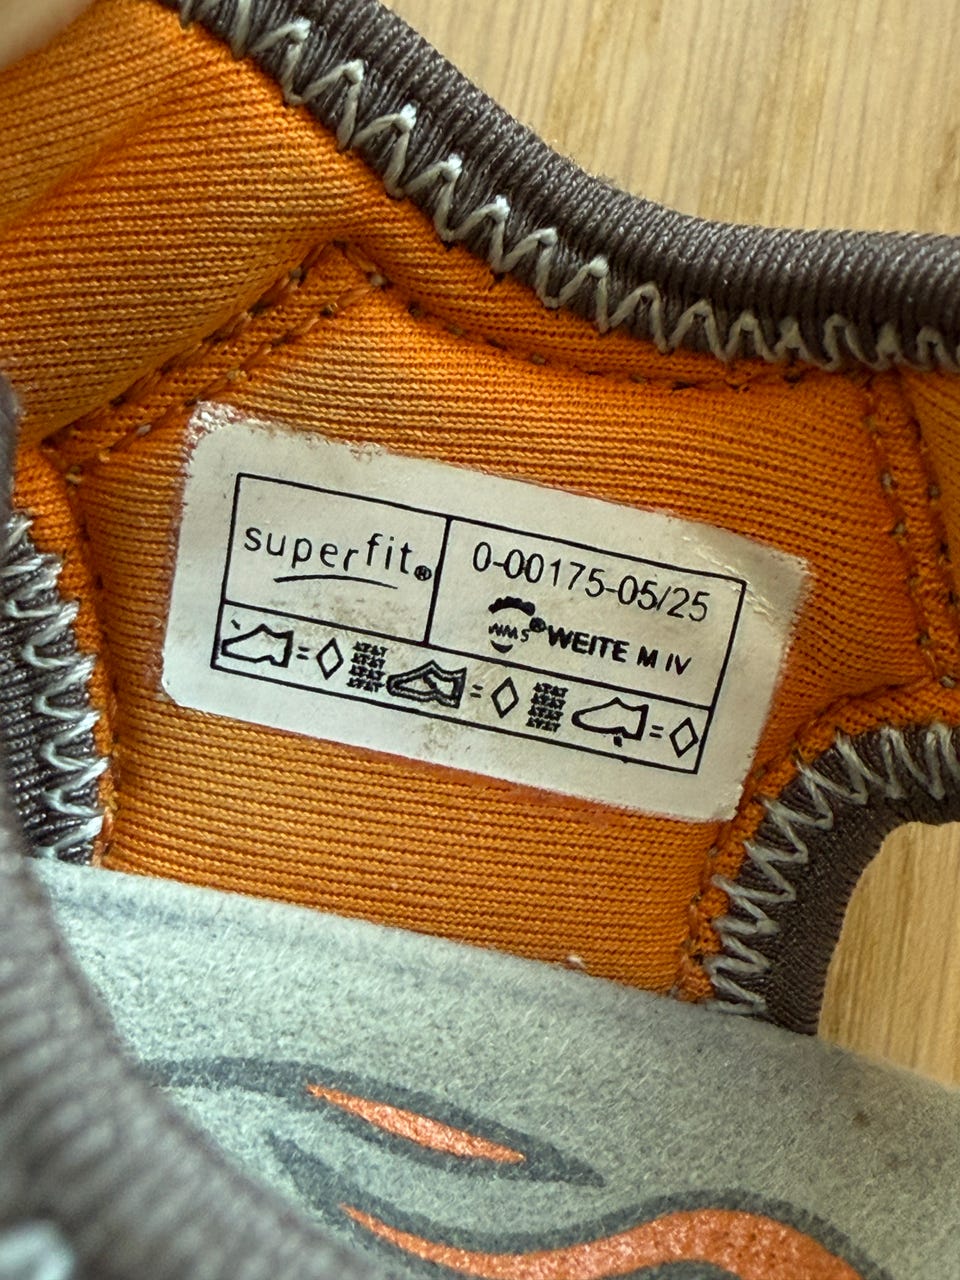 superfit®
0-00175-05/25
WMS® WEITE M IV
= =
=